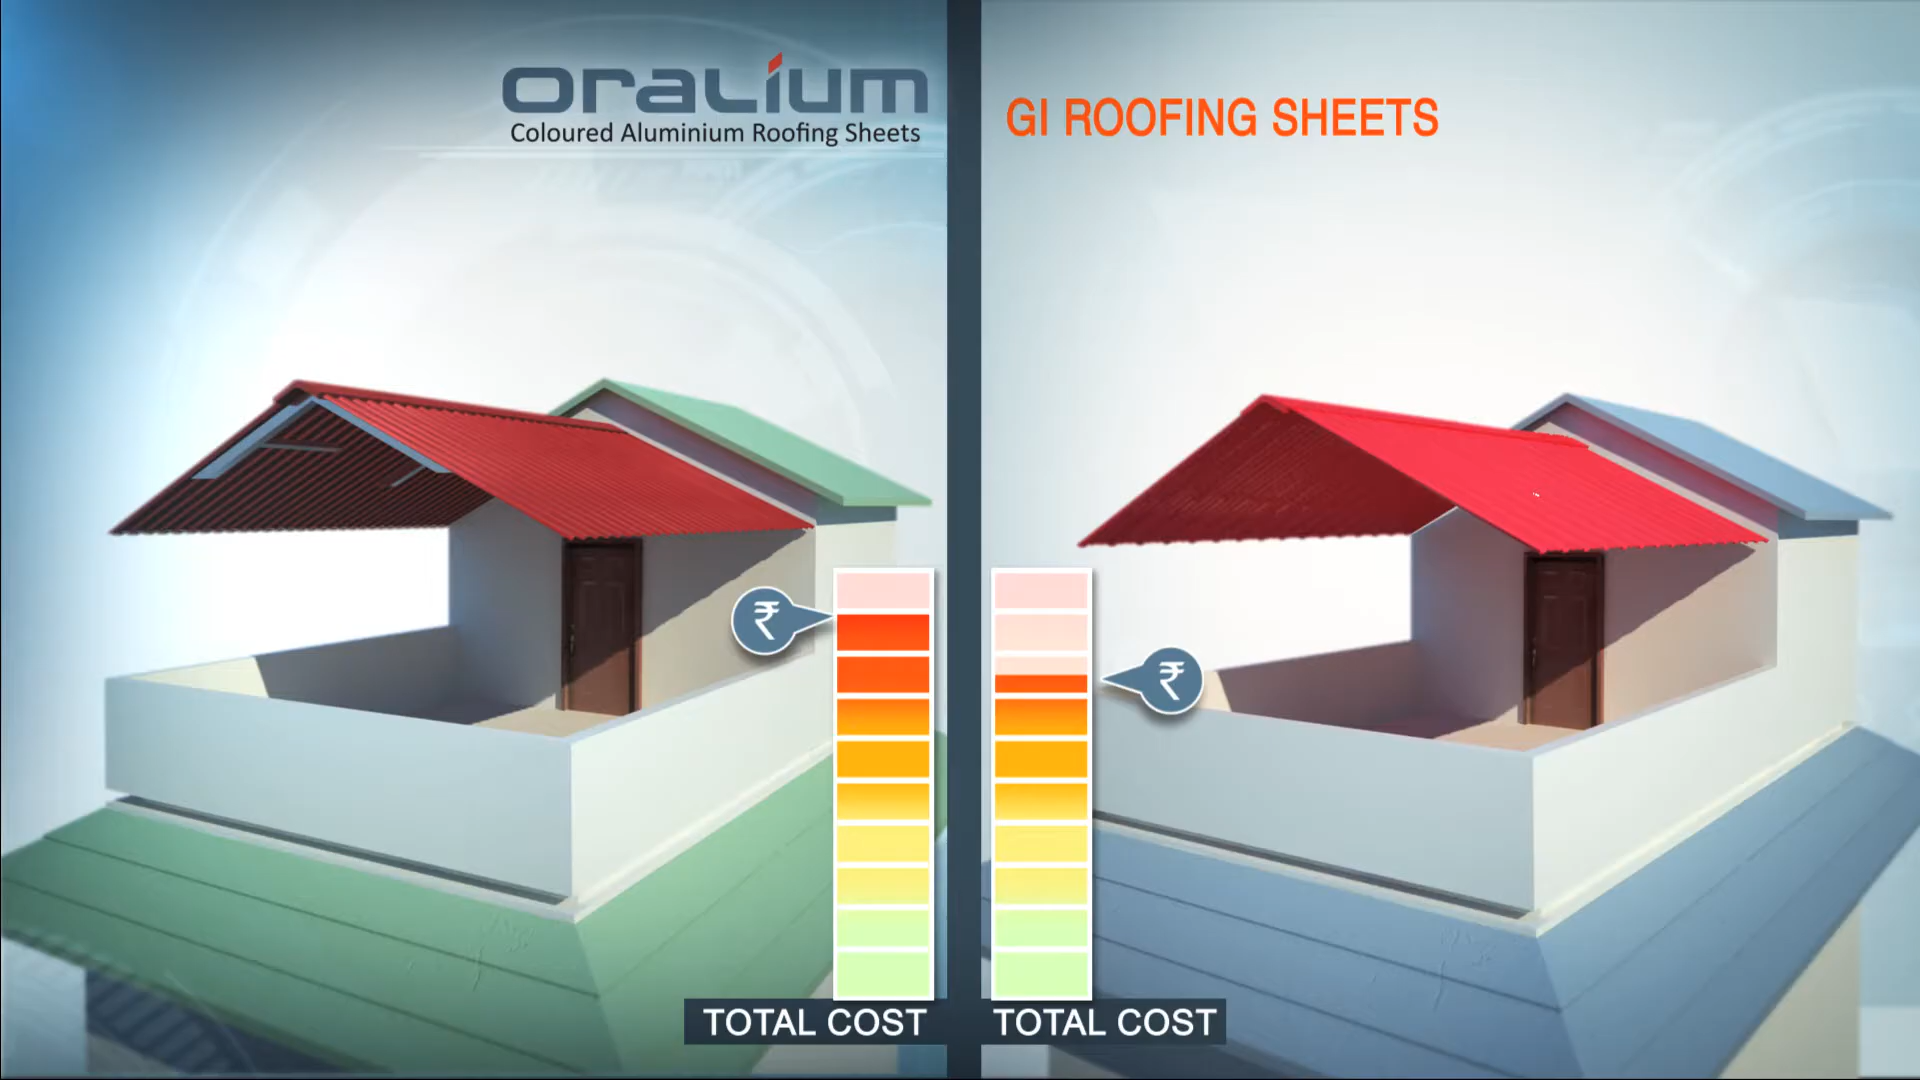 oralium
Coloured Aluminium Roofing Sheets
GI ROOFING SHEETS
₹
₹
TOTAL COST
TOTAL COST